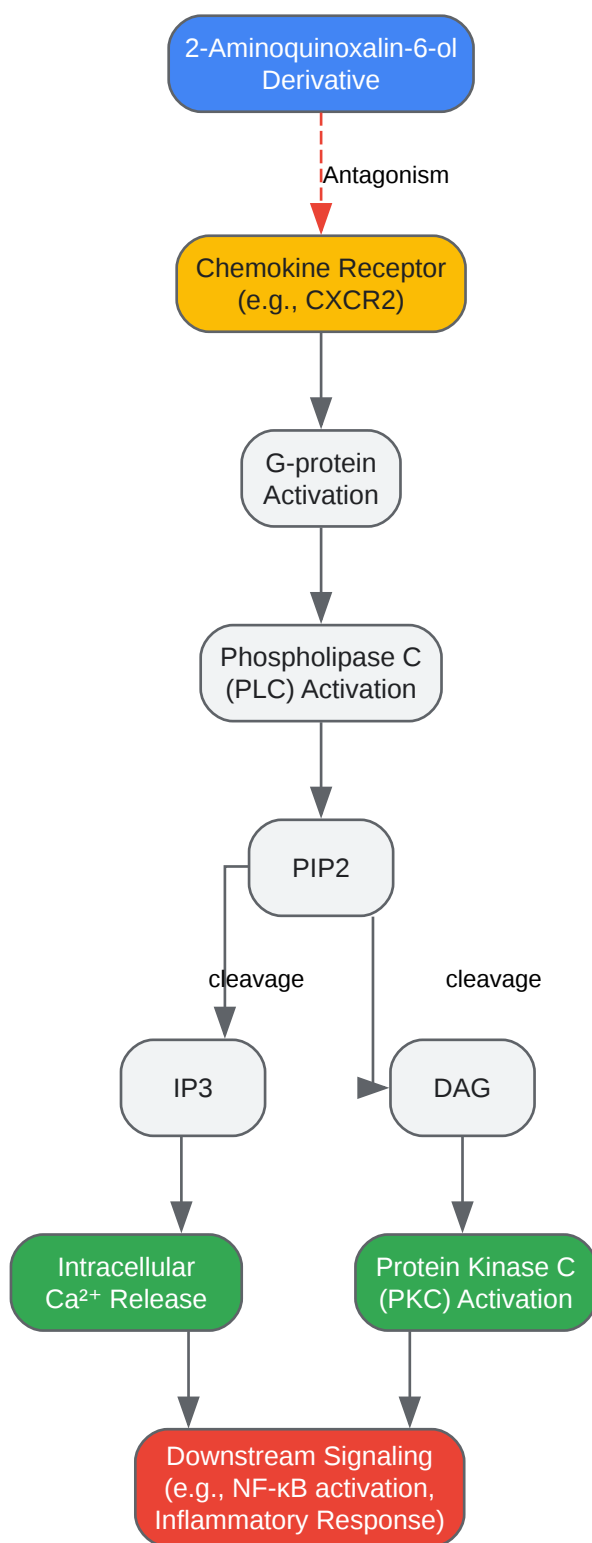 2-Aminoquinoxalin-6-ol
Derivative
Antagonism
Chemokine Receptor
(e.g., CXCR2)
G-protein
Activation
Phospholipase C
(PLC) Activation
PIP2
cleavage
cleavage
IP3
DAG
Intracellular
Ca²⁺ Release
Protein Kinase C
(PKC) Activation
Downstream Signaling
(e.g., NF-κB activation,
Inflammatory Response)